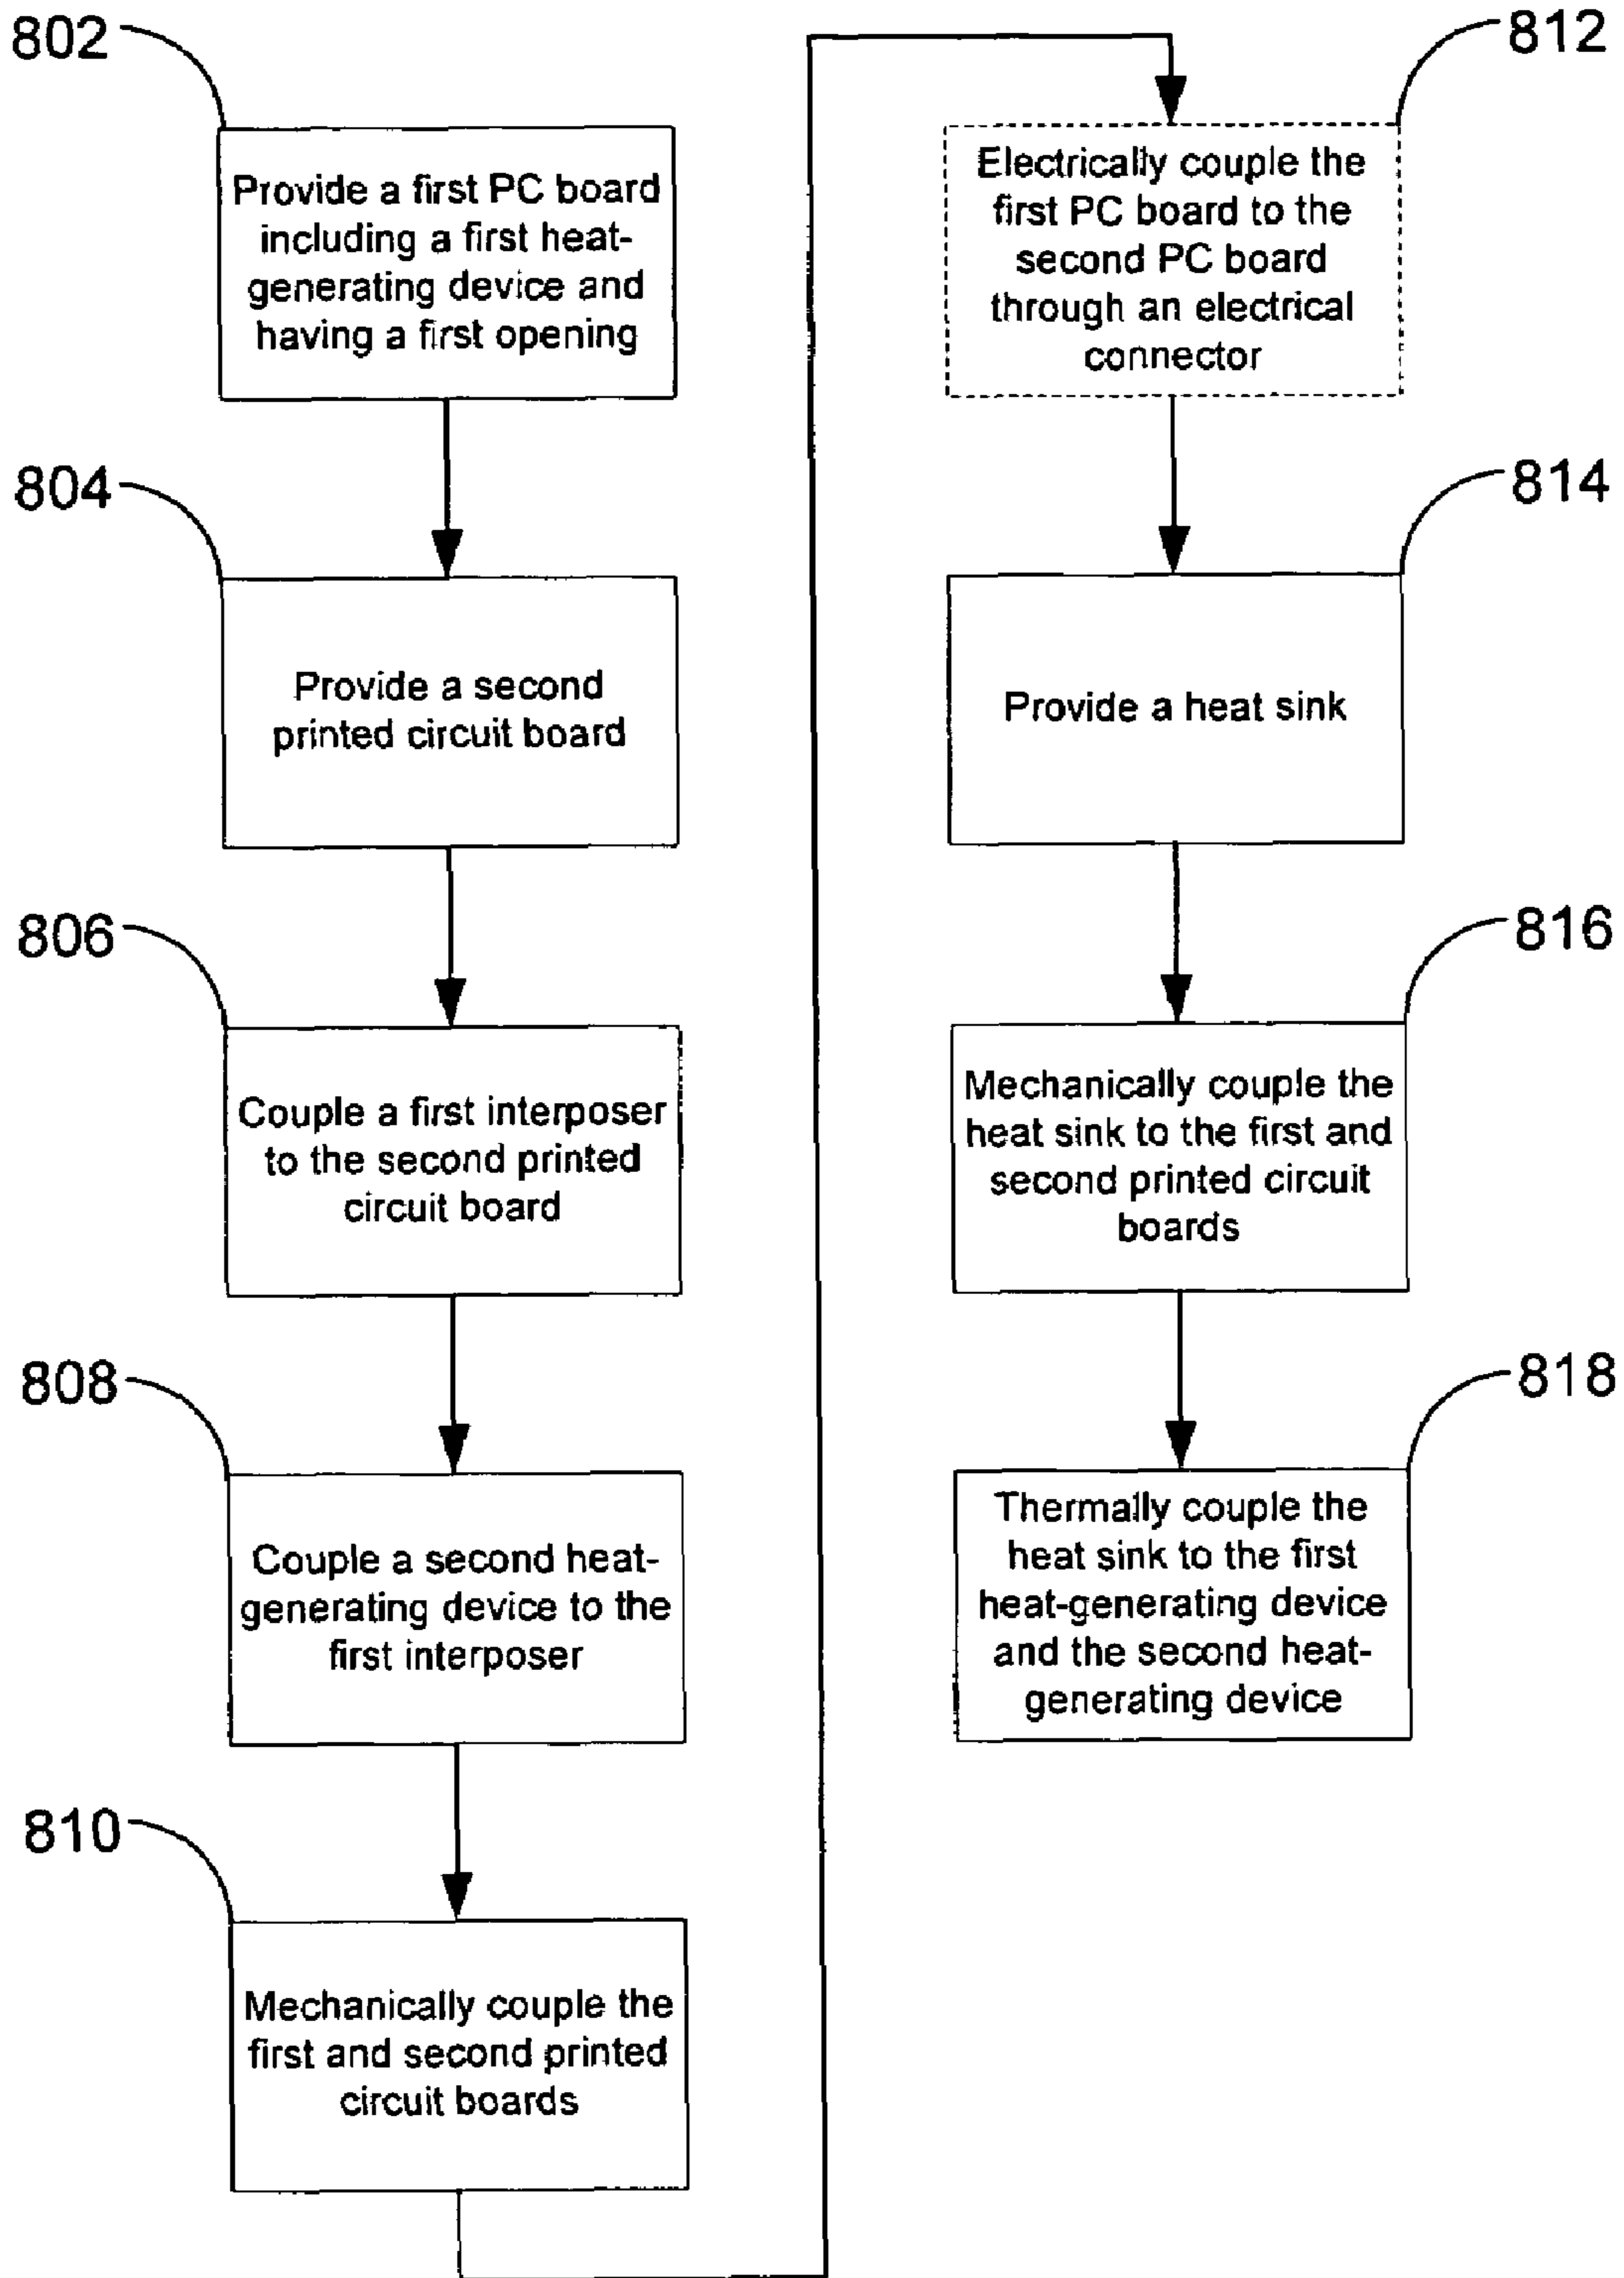 802
Provide a first PC board
including a first heat-
generating device and
having a first opening
804
Provide a second
printed circuit board
806
Couple a first interposer
to the second printed
circuit board
808
Couple a second heat-
generating device to the
first interposer
810
Mechanically couple the
first and second printed
circuit boards
812
Electrically couple the
first PC board to the
second PC board
through an electrical
connector
814
Provide a heat sink
816
Mechanically couple the
heat sink to the first and
second printed circuit
boards
818
Thermally couple the
heat sink to the first
heat-generating device
and the second heat-
generating device